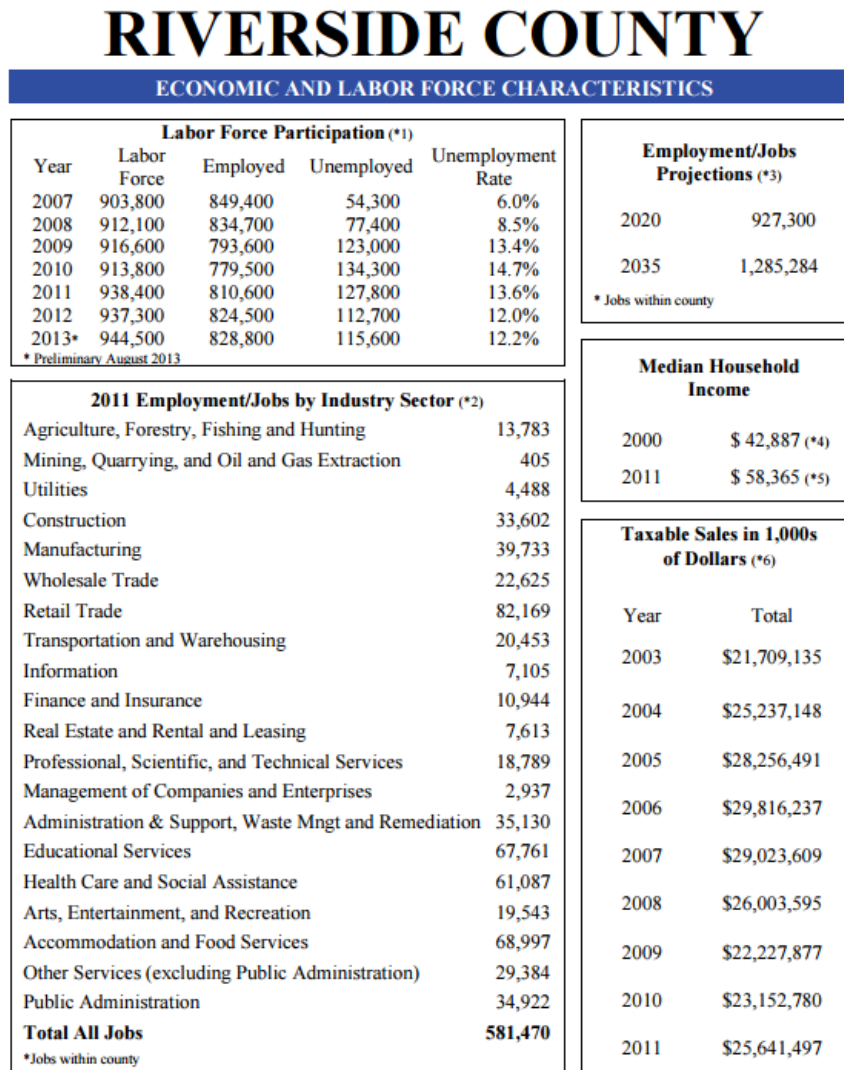 RIVERSIDE COUNTY
ECONOMIC AND LABOR FORCE CHARACTERISTICS
Labor Force Participation (*1)
Year Labor Force Employed Unemployed Unemployment Rate
2007 903,800 849,400 54,300 6.0%
2008 912,100 834,700 77,400 8.5%
2009 916,600 793,600 123,000 13.4%
2010 913,800 779,500 134,300 14.7%
2011 938,400 810,600 127,800 13.6%
2012 937,300 824,500 112,700 12.0%
2013* 944,500 828,800 115,600 12.2%
* Preliminary August 2013
2011 Employment/Jobs by Industry Sector (*2)
Agriculture, Forestry, Fishing and Hunting 13,783
Mining, Quarrying, and Oil and Gas Extraction 405
Utilities 4,488
Construction 33,602
Manufacturing 39,733
Wholesale Trade 22,625
Retail Trade 82,169
Transportation and Warehousing 20,453
Information 7,105
Finance and Insurance 10,944
Real Estate and Rental and Leasing 7,613
Professional, Scientific, and Technical Services 18,789
Management of Companies and Enterprises 2,937
Administration & Support, Waste Mngt and Remediation 35,130
Educational Services 67,761
Health Care and Social Assistance 61,087
Arts, Entertainment, and Recreation 19,543
Accommodation and Food Services 68,997
Other Services (excluding Public Administration) 29,384
Public Administration 34,922
Total All Jobs 581,470
*Jobs within county
Employment/Jobs
Projections (*3)
2020 927,300
2035 1,285,284
* Jobs within county
Median Household
Income
2000 $ 42,887 (*4)
2011 $ 58,365 (*5)
Taxable Sales in 1,000s
of Dollars (*6)
Year Total
2003 $21,709,135
2004 $25,237,148
2005 $28,256,491
2006 $29,816,237
2007 $29,023,609
2008 $26,003,595
2009 $22,227,877
2010 $23,152,780
2011 $25,641,497